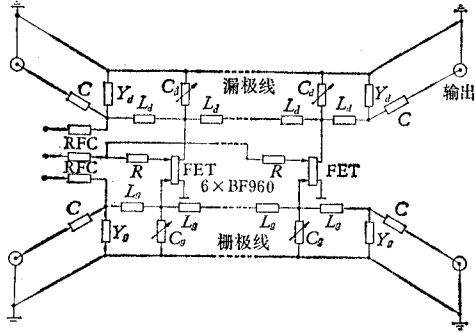 C
Y_d
L_d
C_d
L_d
漏极线
L_d
C_d
L_d
Y_d
C
输出
RFC
RFC
R
FET
6×BF960
R
FET
C
Y_g
L_g
C_g
L_g
栅极线
L_g
C_g
L_g
Y_g
C